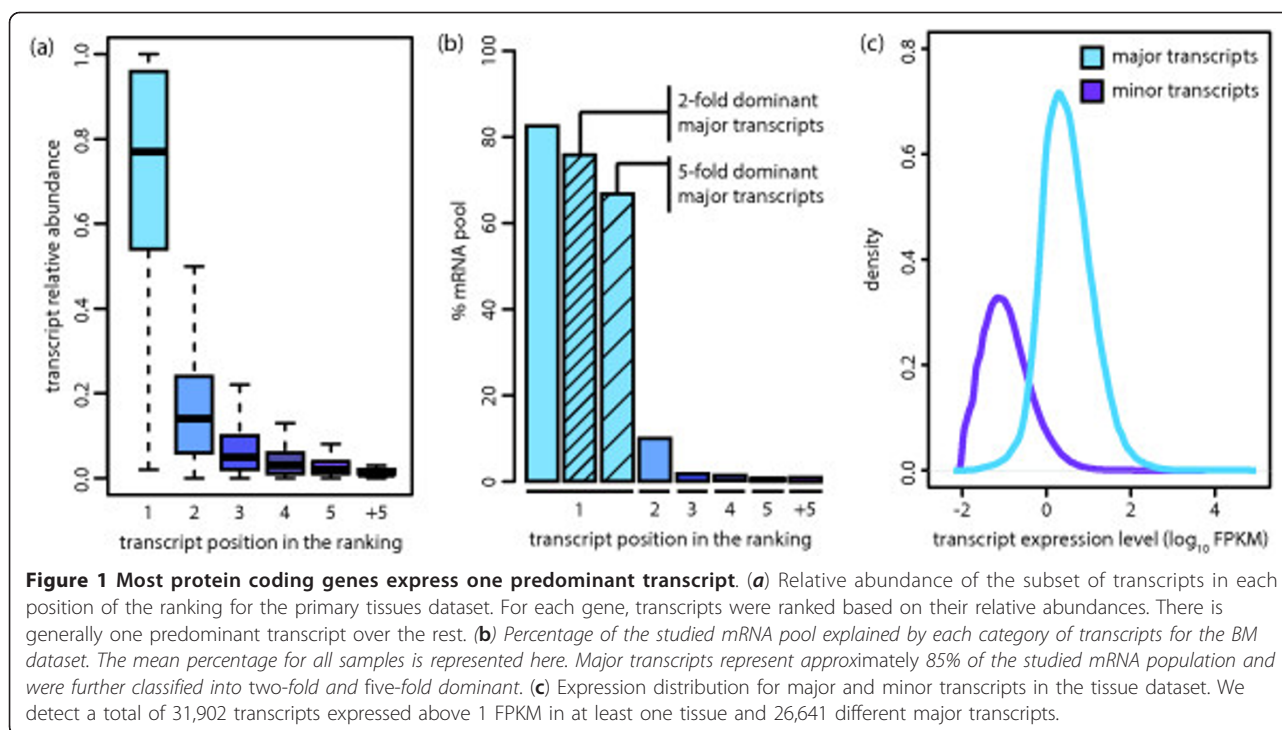 (a)
1.0
0.8
0.6
0.4
0.2
0.0
transcript relative abundance
1 2 3 4 5 +5
transcript position in the ranking
(b)
100
80
60
40
20
0
% mRNA pool
2-fold dominant
major transcripts
5-fold dominant
major transcripts
1 2 3 4 5 +5
transcript position in the ranking
(c)
major transcripts
minor transcripts
0.8
0.6
0.4
0.2
0.0
density
-2 0 2 4
transcript expression level (log10 FPKM)
Figure 1 Most protein coding genes express one predominant transcript. (a) Relative abundance of the subset of transcripts in each
position of the ranking for the primary tissues dataset. For each gene, transcripts were ranked based on their relative abundances. There is
generally one predominant transcript over the rest. (b) Percentage of the studied mRNA pool explained by each category of transcripts for the BM
dataset. The mean percentage for all samples is represented here. Major transcripts represent approximately 85% of the studied mRNA population and
were further classified into two-fold and five-fold dominant. (c) Expression distribution for major and minor transcripts in the tissue dataset. We
detect a total of 31,902 transcripts expressed above 1 FPKM in at least one tissue and 26,641 different major transcripts.